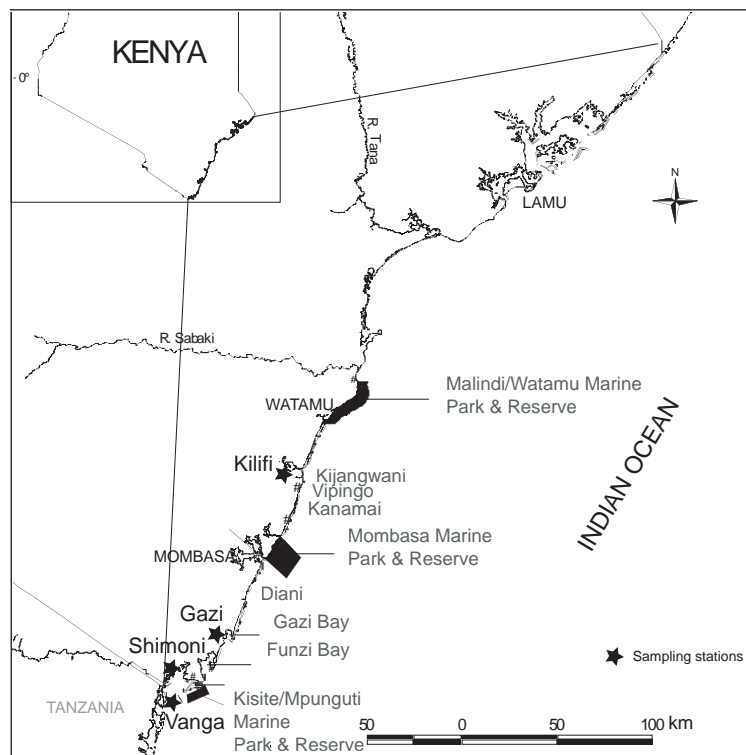 KENYA
0°
R. Tana
N
LAMU
R. Sabaki
WATAMU
Malindi/Watamu Marine
Park & Reserve
Kilifi
Kijangwani
Vipingo
Kanamai
INDIAN OCEAN
MOMBASA
Mombasa Marine
Park & Reserve
Diani
Gazi
Gazi Bay
Shimoni
Funzi Bay
Sampling stations
TANZANIA
Vanga
Kisite/Mpunguti
Marine
Park & Reserve
50 0 50 100 km